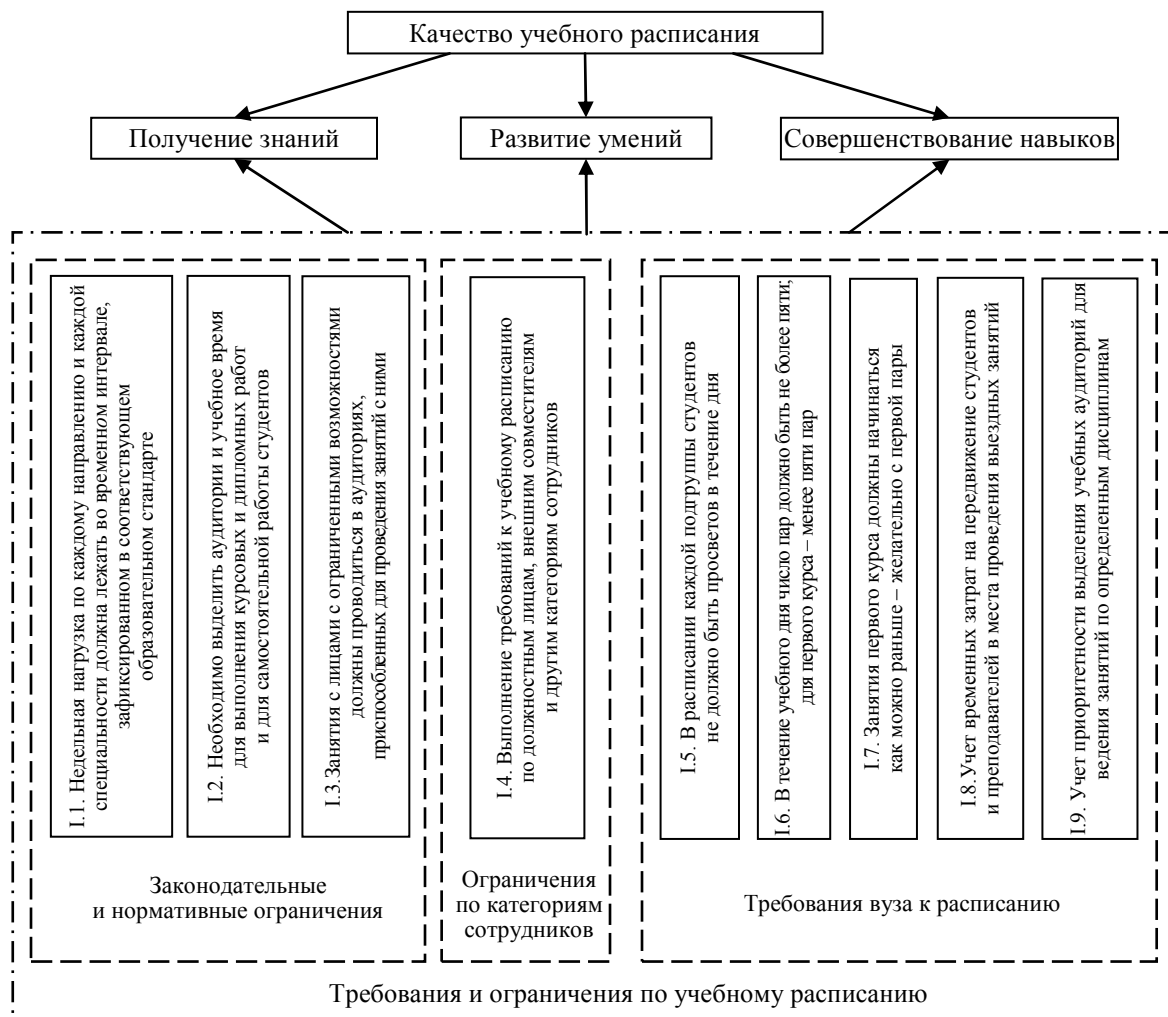 Качество учебного расписания
Получение знаний
Развитие умений
Совершенствование навыков
I.1. Недельная нагрузка по каждому направлению и каждой
специальности должна лежать во временном интервале,
зафиксированном в соответствующем
образовательном стандарте
I.2. Необходимо выделить аудитории и учебное время
для выполнения курсовых и дипломных работ
и для самостоятельной работы студентов
I.3.Занятия с лицами с ограниченными возможностями
должны проводиться в аудиториях,
приспособленных для проведения занятий с ними
Законодательные
и нормативные ограничения
I.4. Выполнение требований к учебному расписанию
по должностным лицам, внешним совместителям
и другим категориям сотрудников
Ограничения
по категориям
сотрудников
I.5. В расписании каждой подгруппы студентов
не должно быть просветов в течение дня
I.6. В течение учебного дня число пар должно быть не более пяти;
для первого курса – менее пяти пар
I.7. Занятия первого курса должны начинаться
как можно раньше – желательно с первой пары
I.8.Учет временных затрат на передвижение студентов
и преподавателей в места проведения выездных занятий
I.9. Учет приоритетности выделения учебных аудиторий для
ведения занятий по определенным дисциплинам
Требования вуза к расписанию
Требования и ограничения по учебному расписанию